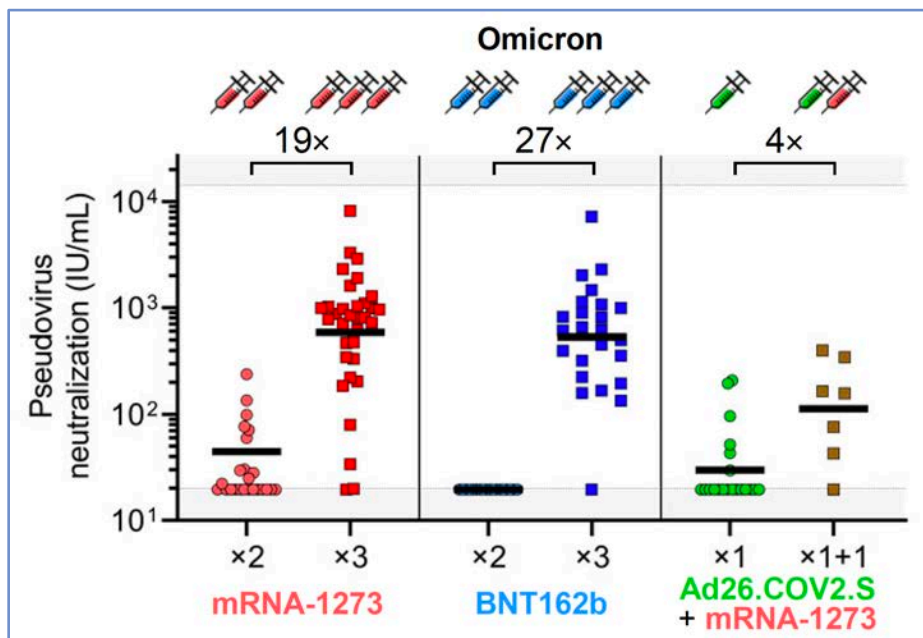 Omicron
19× 27× 4×
Pseudovirus
neutralization (IU/mL)
10⁴
10³
10²
10¹
×2 ×3 ×2 ×3 ×1 ×1+1
mRNA-1273 BNT162b Ad26.COV2.S
+ mRNA-1273